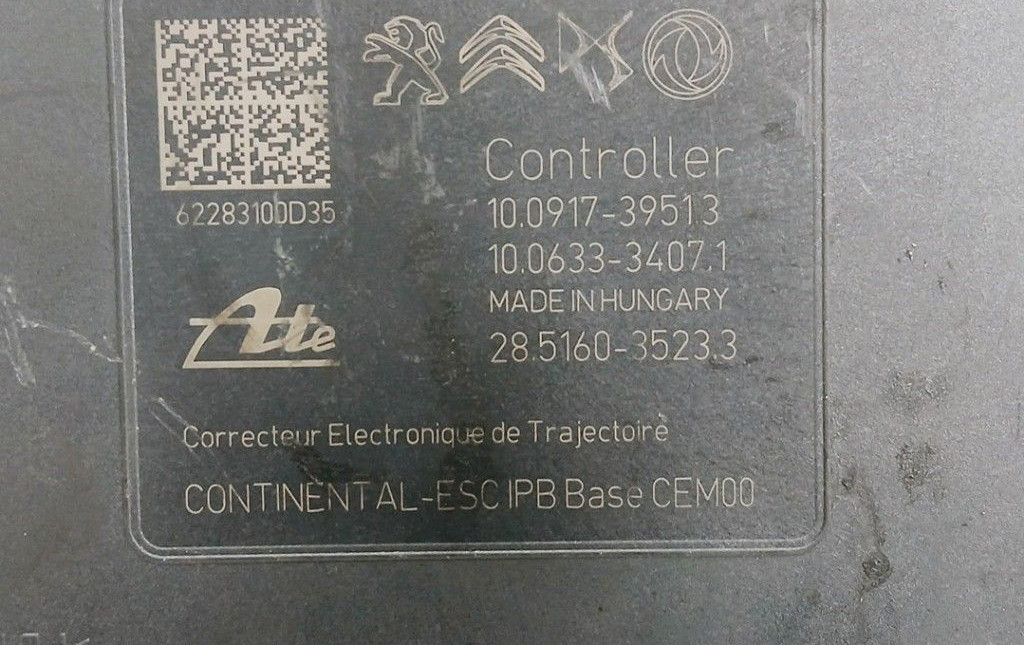 62283100D35
Controller
10.0917-3951.3
10.0633-3407.1
MADE IN HUNGARY
28.5160-3523.3
Ate
Correcteur Electronique de Trajectoire
CONTINENTAL-ESC IPB Base CEM00